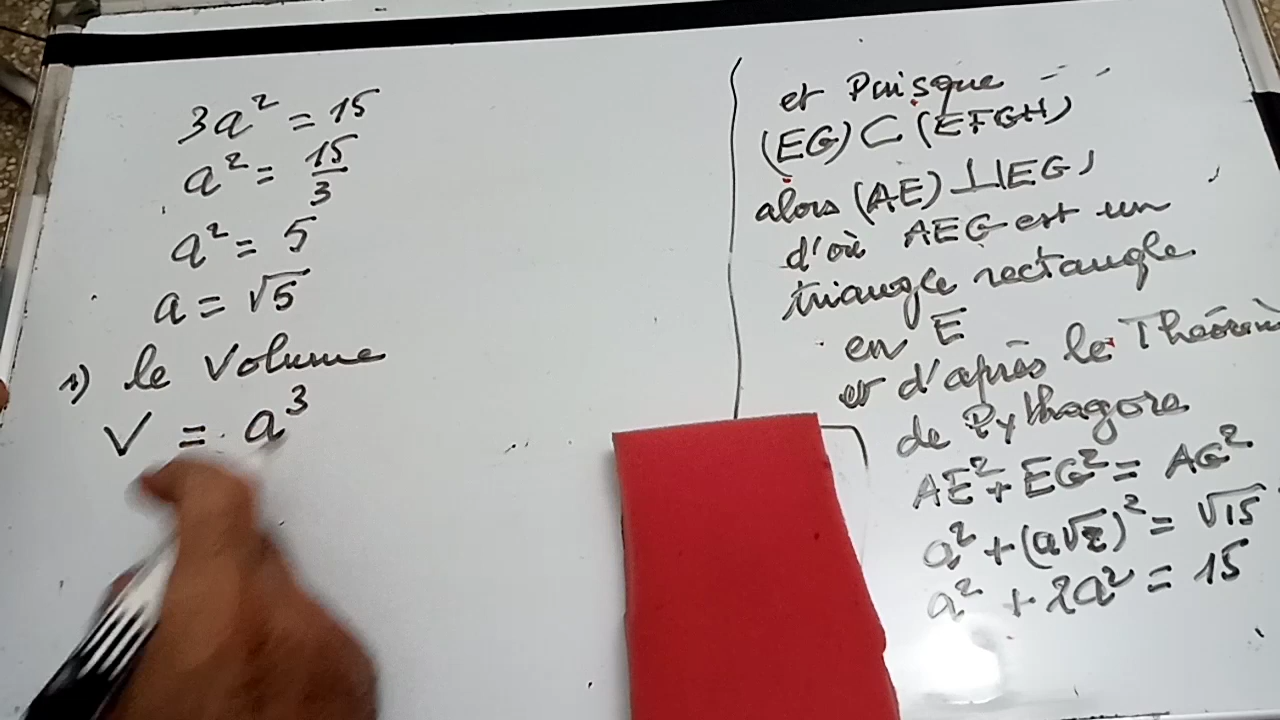 3a² = 15
a² = 15/3
a² = 5
a = √5
1) le Volume
V = a³
et Puisque
(EG) ⊂ (EFGH)
alors (AE) ⊥ (EG)
d'où AEG est un
triangle rectangle
en E
et d'après le Théorème
de Pythagore
AE² + EG² = AG²
a² + (a√2)² = √15
a² + 2a² = 15